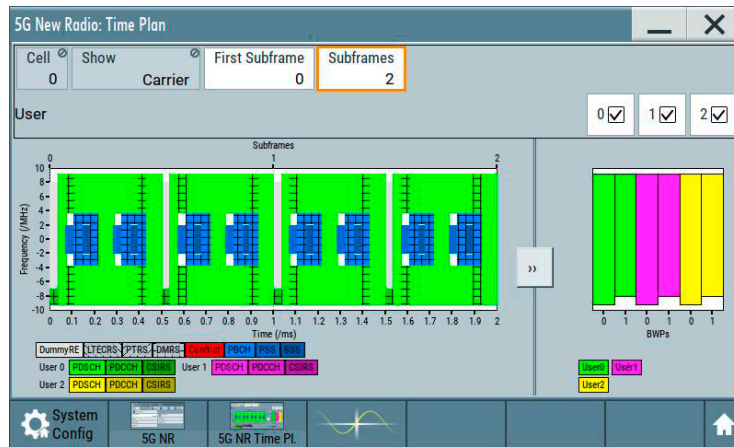 5G New Radio: Time Plan
Cell Show First Subframe Subframes
0 Carrier 0 2
User 0 1 2
Subframes
0 1 2
Frequency (/MHz)
10
8
6
4
2
0
-2
-4
-6
-8
-10
0 0.1 0.2 0.3 0.4 0.5 0.6 0.7 0.8 0.9 1 1.1 1.2 1.3 1.4 1.5 1.6 1.7 1.8 1.9 2
Time (/ms)
»
0 1 0 1 0 1
BWPs
DummyRE LTECRS PTRS DMRS Conflict PBCH PSS SSS
User 0 PDSCH PDCCH CSIRS User 1 PDSCH PDCCH CSIRS
User 2 PDSCH PDCCH CSIRS
User0 User1
User2
System
Config
5G NR
5G NR Time Pl.